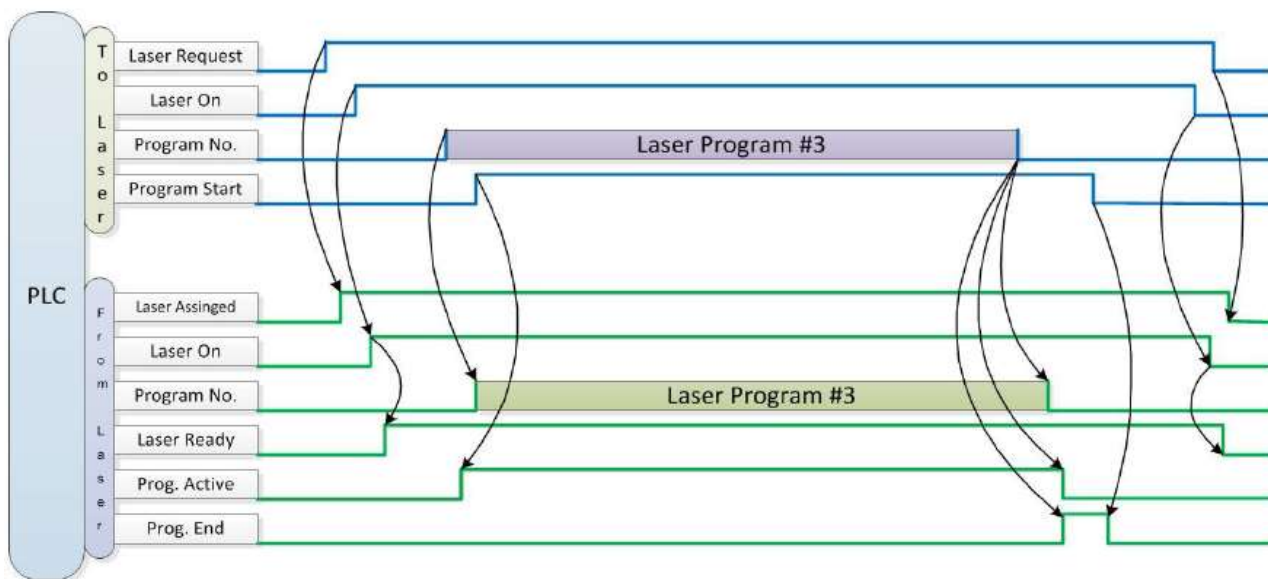 PLC
To Laser
Laser Request
Laser On
Program No.
Laser Program #3
Program Start
From Laser
Laser Assinged
Laser On
Program No.
Laser Program #3
Laser Ready
Prog. Active
Prog. End